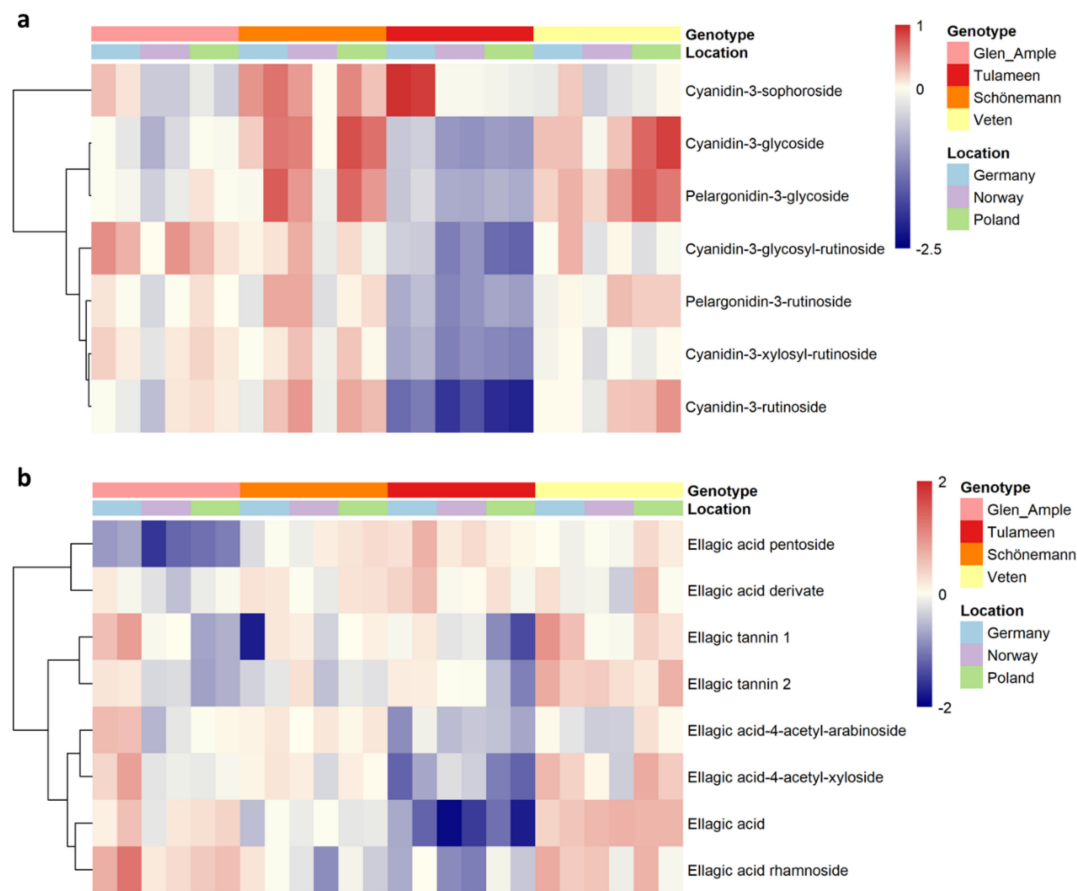 a
Genotype
Location
Cyanidin-3-sophoroside
Cyanidin-3-glycoside
Pelargonidin-3-glycoside
Cyanidin-3-glycosyl-rutinoside
Pelargonidin-3-rutinoside
Cyanidin-3-xylosyl-rutinoside
Cyanidin-3-rutinoside
1
0
-2.5
Genotype
Glen_Ample
Tulameen
Schönemann
Veten
Location
Germany
Norway
Poland
b
Genotype
Location
Ellagic acid pentoside
Ellagic acid derivate
Ellagic tannin 1
Ellagic tannin 2
Ellagic acid-4-acetyl-arabinoside
Ellagic acid-4-acetyl-xyloside
Ellagic acid
Ellagic acid rhamnoside
2
0
-2
Genotype
Glen_Ample
Tulameen
Schönemann
Veten
Location
Germany
Norway
Poland